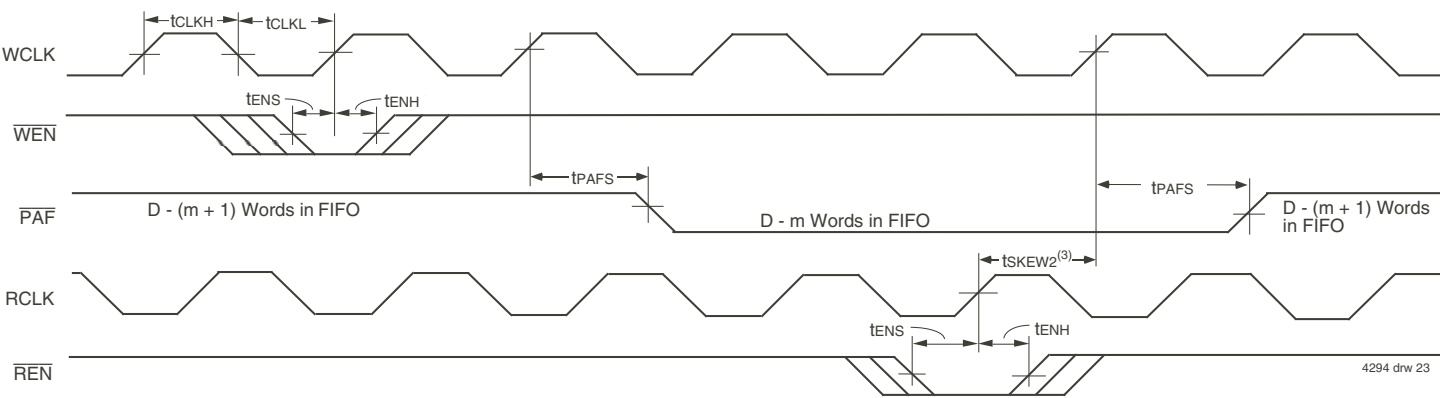 tCLKH
tCLKL
WCLK
tENS
tENH
WEN
tPAFS
tPAFS
PAF
D - (m + 1) Words in FIFO
D - m Words in FIFO
D - (m + 1) Words
in FIFO
tSKEW2(3)
RCLK
tENS
tENH
REN
4294 drw 23